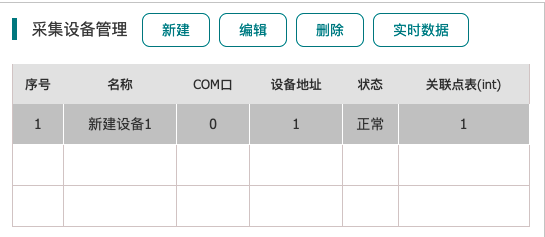 采集设备管理 新建 编辑 删除 实时数据
序号 名称 COM口 设备地址 状态 关联点表(int)
1 新建设备1 0 1 正常 1